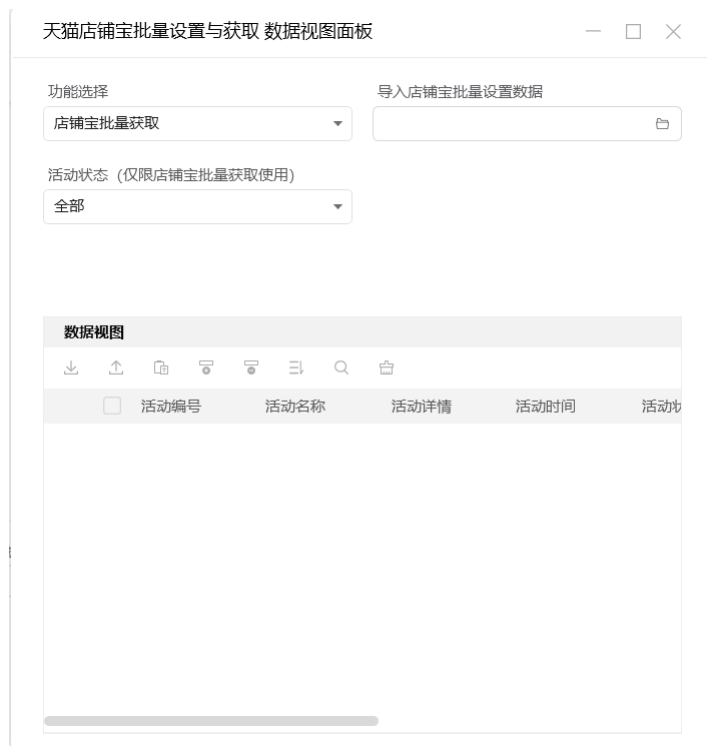 天猫店铺宝批量设置与获取 数据视图面板
功能选择
导入店铺宝批量设置数据
店铺宝批量获取
活动状态（仅限店铺宝批量获取使用）
全部
数据视图
活动编号 活动名称 活动详情 活动时间 活动